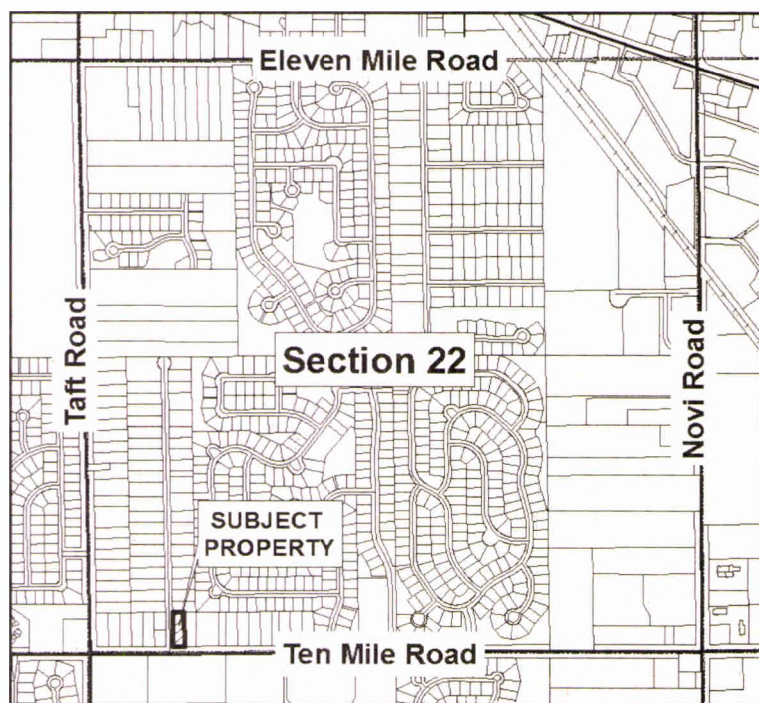 Eleven Mile Road
Taft Road
Section 22
Novi Road
SUBJECT
PROPERTY
Ten Mile Road